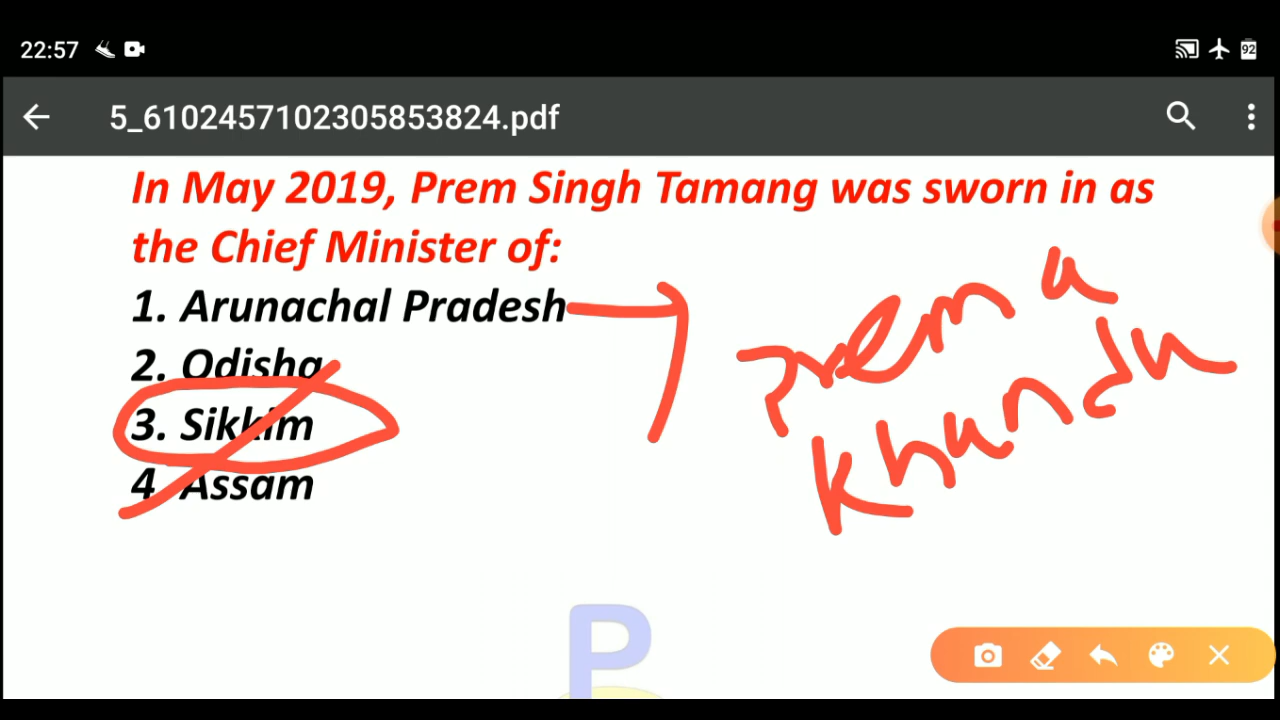 22:57
92
5_6102457102305853824.pdf
In May 2019, Prem Singh Tamang was sworn in as
the Chief Minister of:
1. Arunachal Pradesh
2. Odisha
3. Sikkim
4. Assam
prema
khandu
P